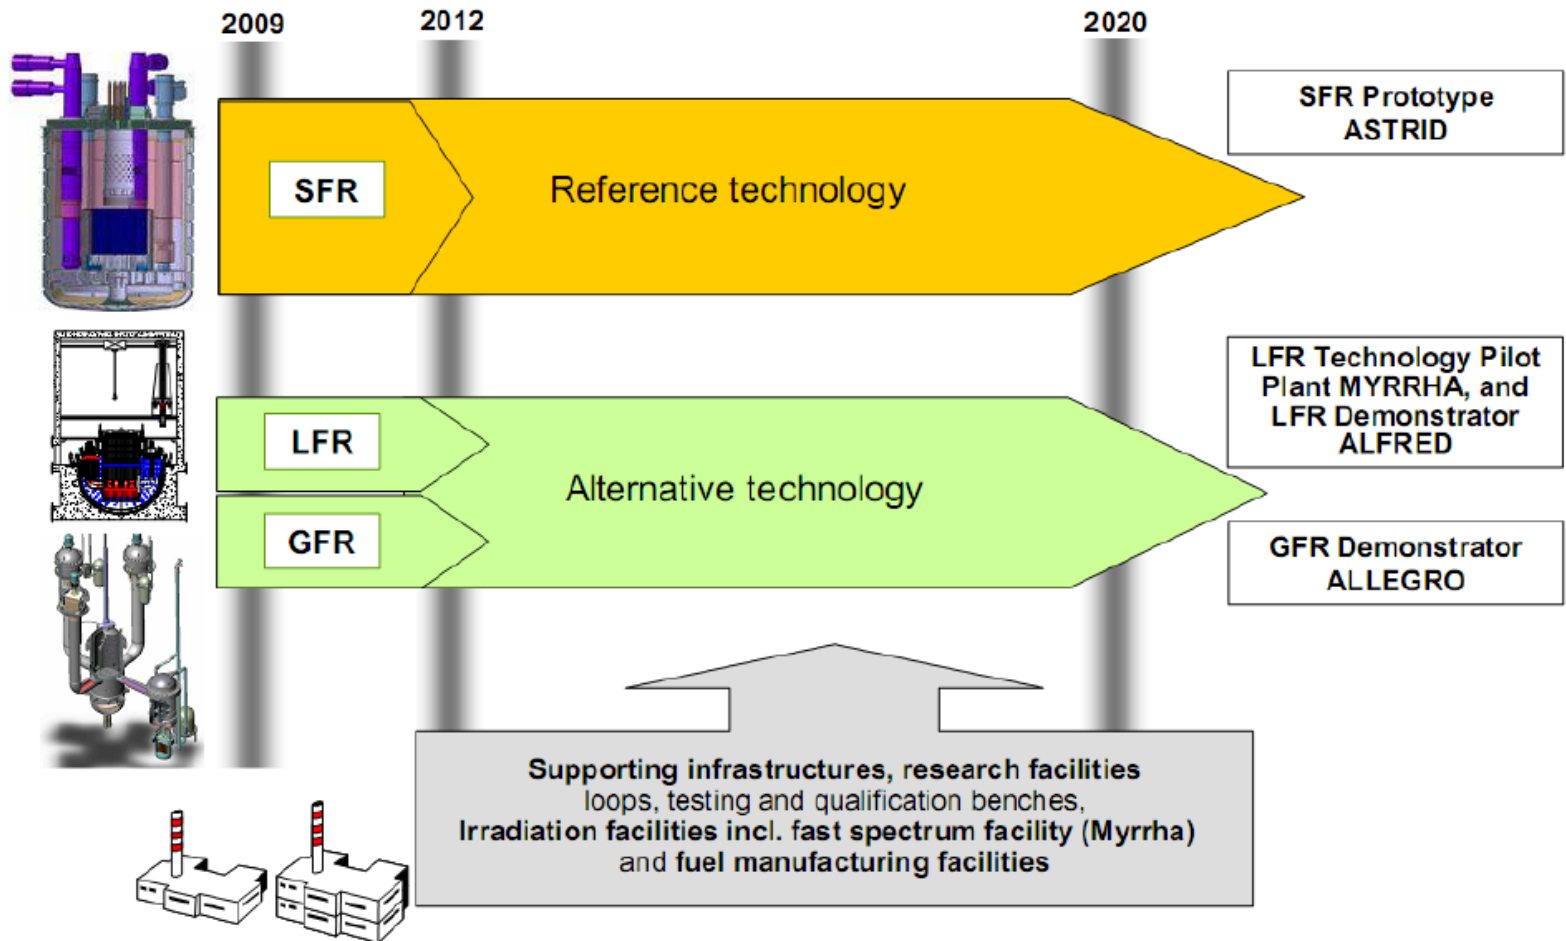 2009
2012
2020
SFR
Reference technology
SFR Prototype
ASTRID
LFR
GFR
Alternative technology
LFR Technology Pilot
Plant MYRRHA, and
LFR Demonstrator
ALFRED
GFR Demonstrator
ALLEGRO
Supporting infrastructures, research facilities
loops, testing and qualification benches,
Irradiation facilities incl. fast spectrum facility (Myrrha)
and fuel manufacturing facilities